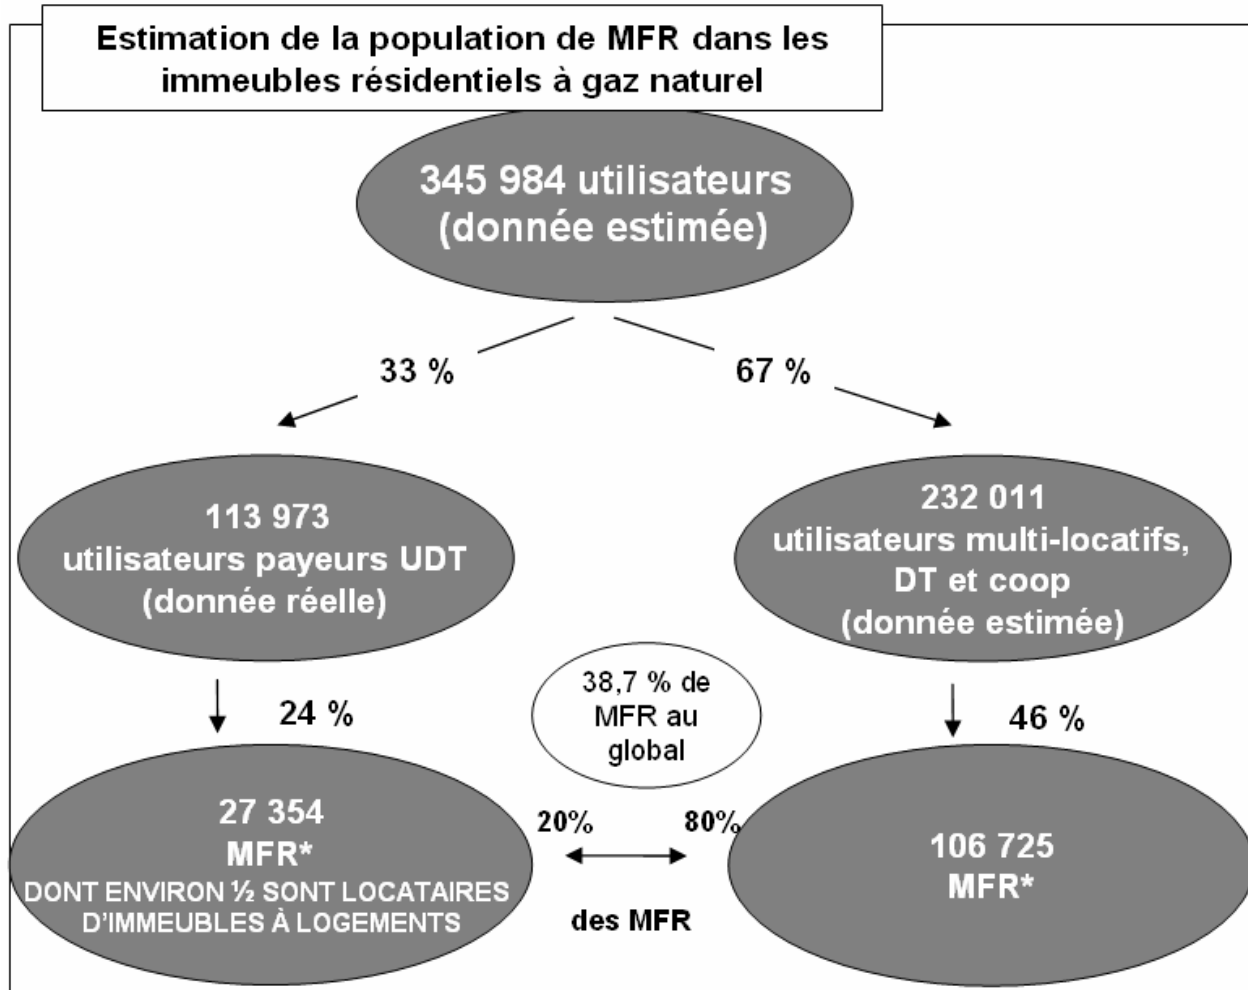 Estimation de la population de MFR dans les
immeubles résidentiels à gaz naturel
345 984 utilisateurs
(donnée estimée)
33 %
67 %
113 973
utilisateurs payeurs UDT
(donnée réelle)
232 011
utilisateurs multi-locatifs,
DT et coop
(donnée estimée)
24 %
38,7 % de
MFR au
global
46 %
27 354
MFR*
DONT ENVIRON ½ SONT LOCATAIRES
D'IMMEUBLES À LOGEMENTS
20%
80%
des MFR
106 725
MFR*